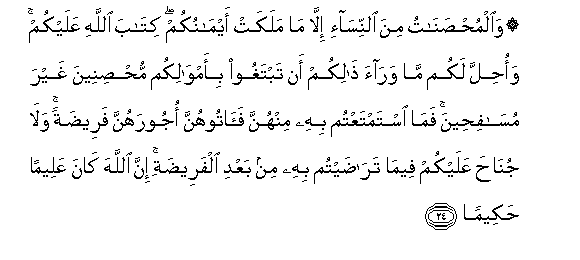 ۞ وَٱلْمُحْصَنَـٰتُ مِنَ ٱلنِّسَآءِ إِلَّا مَا مَلَكَتْ أَيْمَـٰنُكُمْ ۖ كِتَـٰبَ ٱللَّهِ عَلَيْكُمْ ۚ
وَأُحِلَّ لَكُم مَّا وَرَآءَ ذَٰلِكُمْ أَن تَبْتَغُوا۟ بِأَمْوَٰلِكُم مُّحْصِنِينَ غَيْرَ
مُسَـٰفِحِينَ ۚ فَمَا ٱسْتَمْتَعْتُم بِهِۦ مِنْهُنَّ فَـَٔاتُوهُنَّ أُجُورَهُنَّ فَرِيضَةً ۚ وَلَا
جُنَاحَ عَلَيْكُمْ فِيمَا تَرَٰضَيْتُم بِهِۦ مِنۢ بَعْدِ ٱلْفَرِيضَةِ ۚ إِنَّ ٱللَّهَ كَانَ عَلِيمًا
حَكِيمًا ٢٤